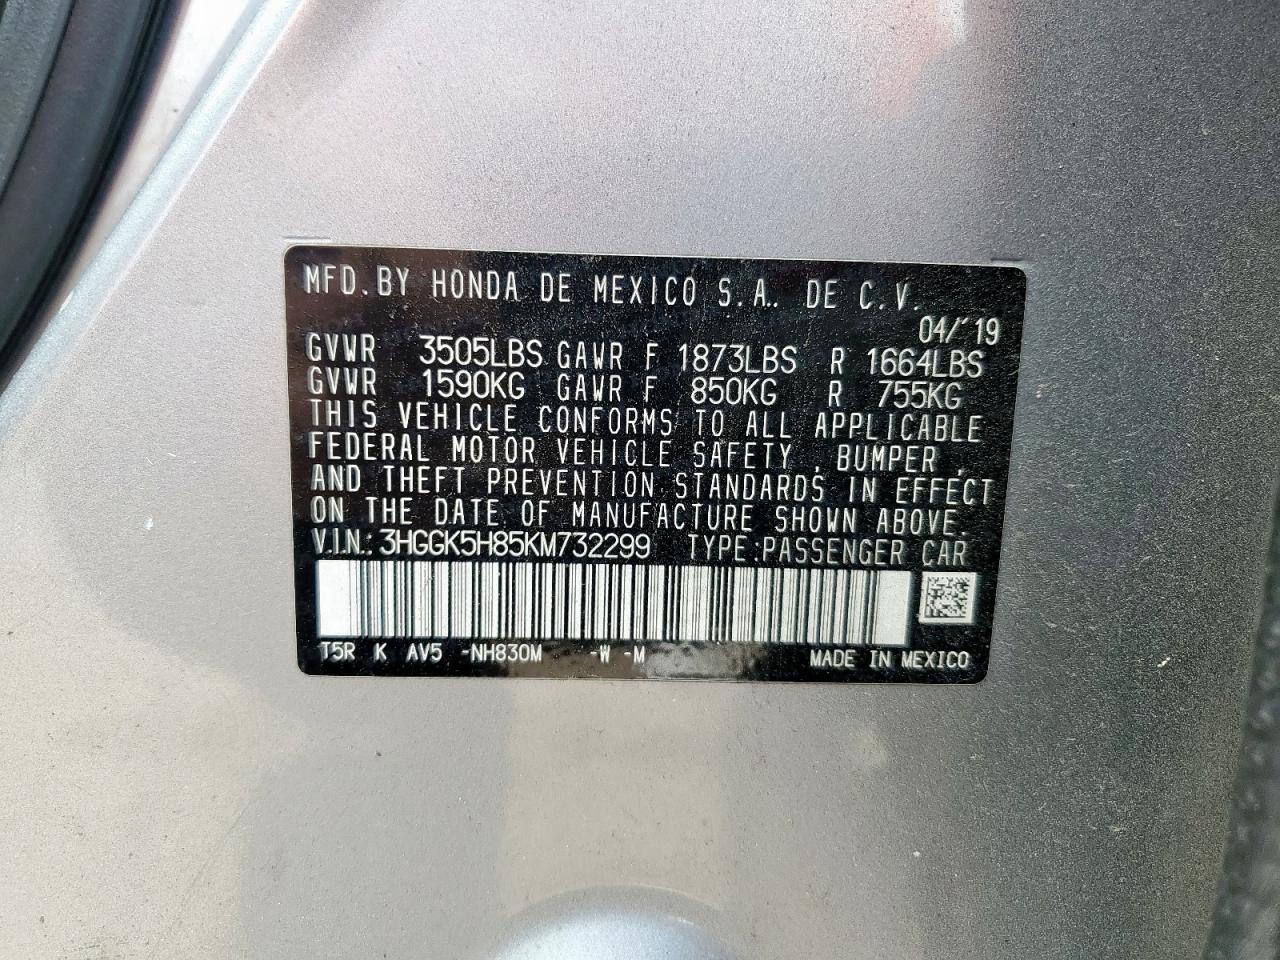 MFD. BY HONDA DE MEXICO S.A.. DE C.V.
04/´19
GVWR 3505LBS GAWR F 1873LBS R 1664LBS
GVWR 1590KG GAWR F 850KG R 755KG
THIS VEHICLE CONFORMS TO ALL APPLICABLE
FEDERAL MOTOR VEHICLE SAFETY , BUMPER ,
AND THEFT PREVENTION STANDARDS IN EFFECT
ON THE DATE OF MANUFACTURE SHOWN ABOVE.
V.I.N.: 3HGGK5H85KM732299 TYPE:PASSENGER CAR
T5R K AV5 -NH830M -W -M MADE IN MEXICO